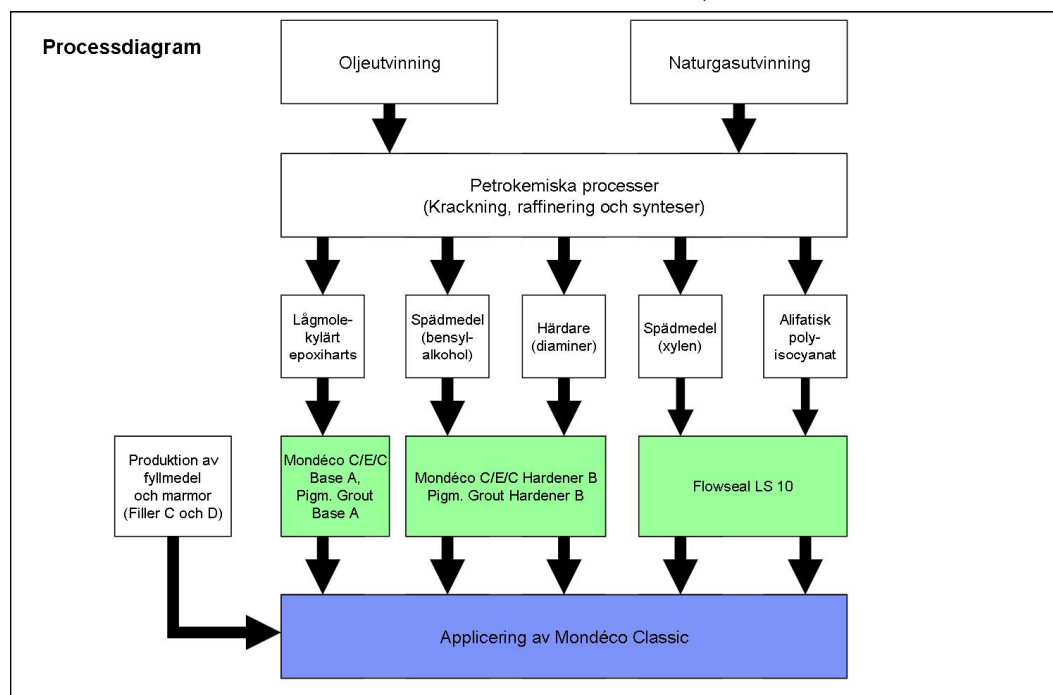 Processdiagram
Oljeutvinning
Naturgasutvinning
Petrokemiska processer
(Krackning, raffinering och synteser)
Lågmole-
kylärt
epoxiharts
Spädmedel
(bensyl-
alkohol)
Härdare
(diaminer)
Spädmedel
(xylen)
Alifatisk
poly-
isocyanat
Produktion av
fyllmedel
och marmor
(Filler C och D)
Mondéco C/E/C
Base A,
Pigm. Grout
Base A
Mondéco C/E/C Hardener B
Pigm. Grout Hardener B
Flowseal LS 10
Applicering av Mondéco Classic